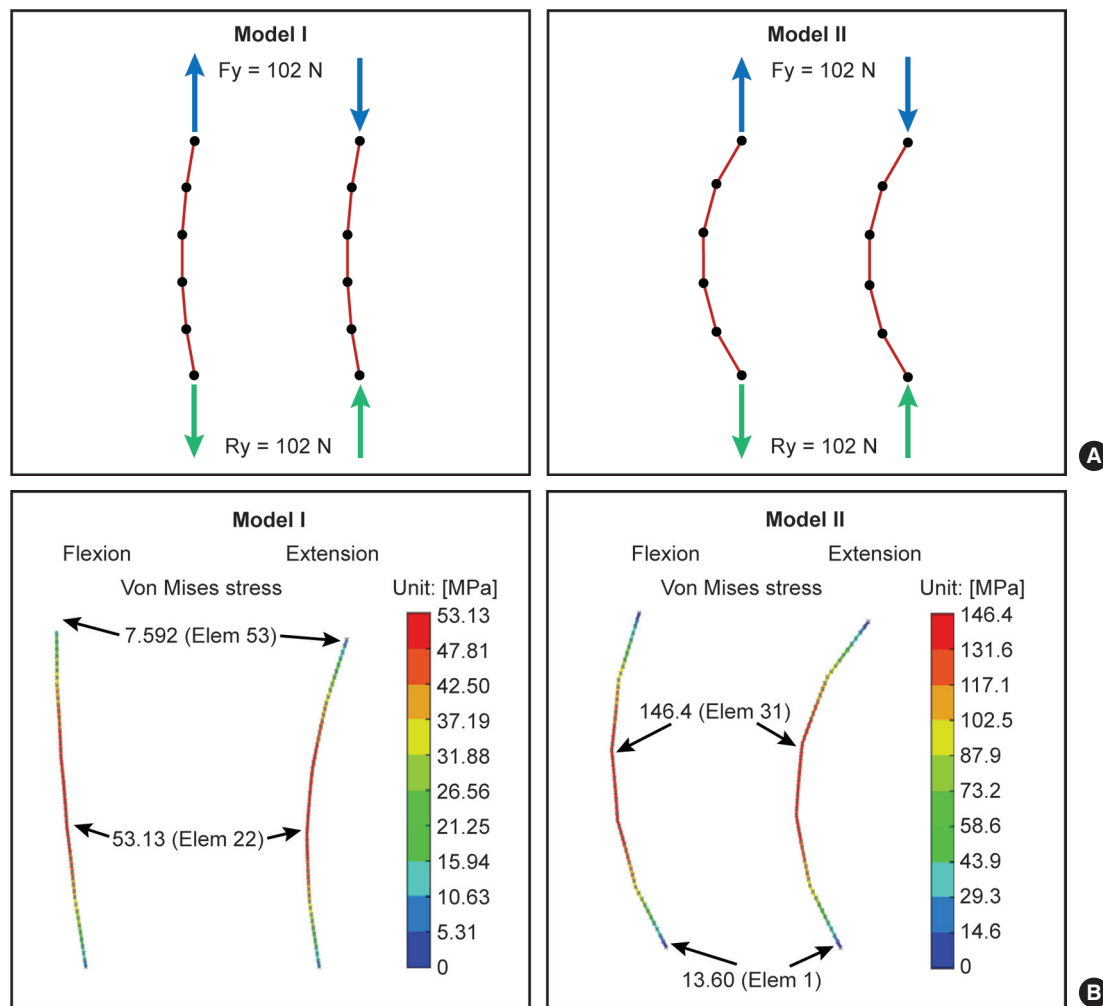 Model I
Fy = 102 N
Ry = 102 N
Model II
Fy = 102 N
Ry = 102 N
A
Model I
Flexion Extension
Von Mises stress Unit: [MPa]
53.13
7.592 (Elem 53)
47.81
42.50
37.19
31.88
26.56
21.25
53.13 (Elem 22)
15.94
10.63
5.31
0
Model II
Flexion Extension
Von Mises stress Unit: [MPa]
146.4
131.6
117.1
146.4 (Elem 31)
102.5
87.9
73.2
58.6
43.9
29.3
14.6
13.60 (Elem 1)
0
B